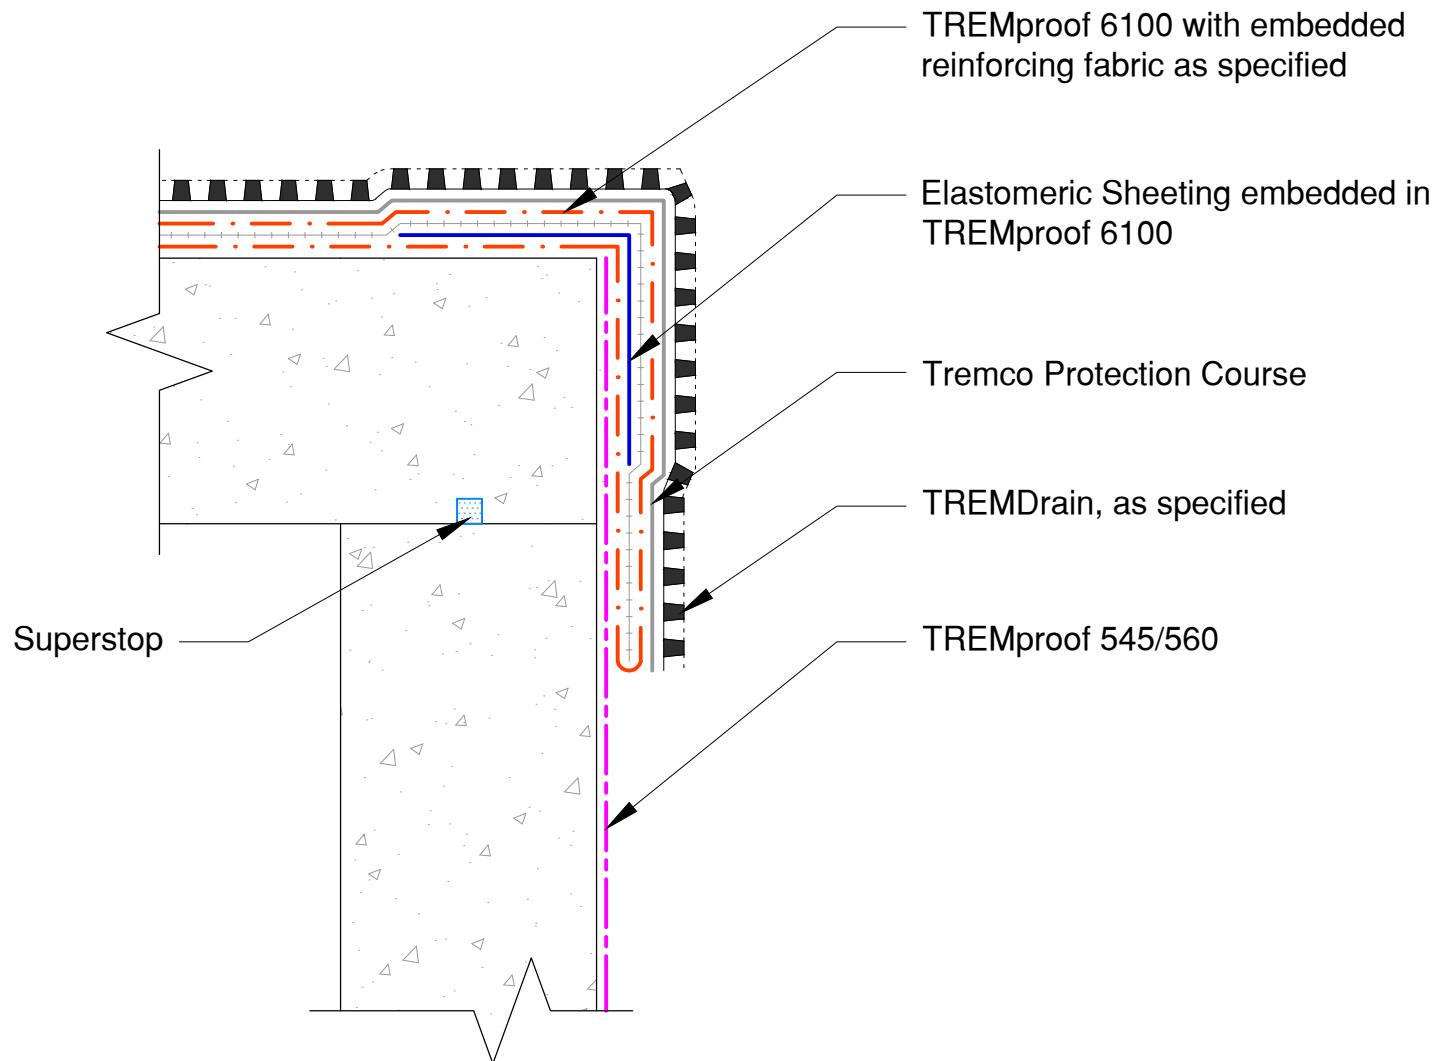 TREMproof 6100 with embedded
reinforcing fabric as specified
Elastomeric Sheeting embedded in
TREMproof 6100
Tremco Protection Course
TREMDrain, as specified
Superstop
TREMproof 545/560